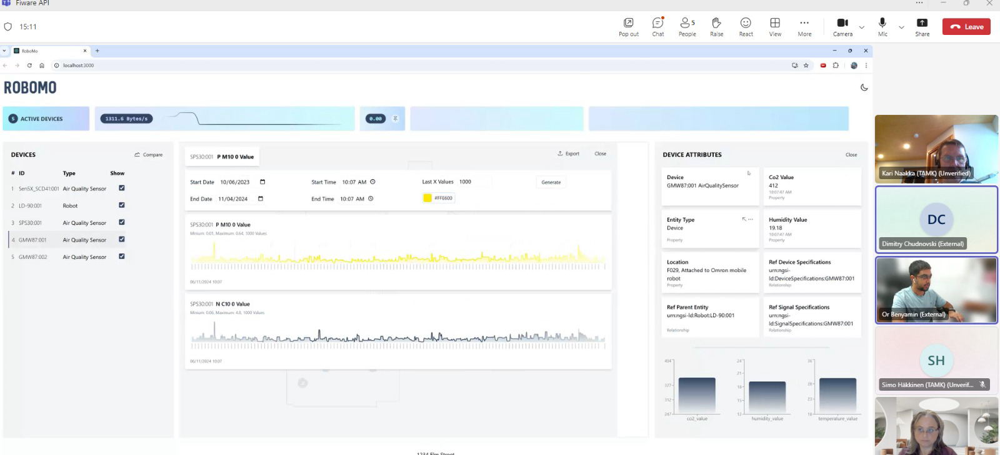 Fiware API
15:11
Pop out
Chat
5
People
Raise
React
View
More
Camera
Mic
Share
Leave
RoboMo
localhost:3000
ROBOMO
5 ACTIVE DEVICES
1311.6 Bytes/s
0.00
DEVICES
Compare
# ID Type Show
1 Sen5X_SCD41:001 Air Quality Sensor
2 LD-90:001 Robot
3 SPS30:001 Air Quality Sensor
4 GMW87:001 Air Quality Sensor
5 GMW87:002 Air Quality Sensor
SPS30:001 P M10 0 Value
Export
Close
Start Date 10/06/2023 Start Time 10:07 AM Last X Values 1000 Generate
End Date 11/04/2024 End Time 10:07 AM #FFE600
SPS30:001 P M10 0 Value
Minium: 0.01, Maximum: 0.64, 1000 Values
06/11/2024 10:07
SPS30:001 N C10 0 Value
Minium: 0.06, Maximum: 4.8, 1000 Values
06/11/2024 10:07
DEVICE ATTRIBUTES
Close
Device
GMW87:001 AirQualitySensor
Co2 Value
412
10:07:47 AM
Property
Entity Type
Device
Property
Humidity Value
19.18
10:07:47 AM
Property
Location
F029, Attached to Omron mobile
robot
Property
Ref Device Specifications
urn:ngsi-
ld:DeviceSpecifications:GMW87:001
Relationship
Ref Parent Entity
urn:ngsi-ld:Robot:LD-90:001
Relationship
Ref Signal Specifications
urn:ngsi-
ld:SignalSpecifications:GMW87:001
Relationship
494
377
312
247
co2_value
24
21
18
15
12
humidity_value
36
28
23
18
temperature_value
1234 Elm Street
Kari Naakka (TAMK) (Unverified)
DC
Dimitry Chudnovski (External)
Or Benyamin (External)
SH
Simo Häkkinen (TAMK) (Unverif...